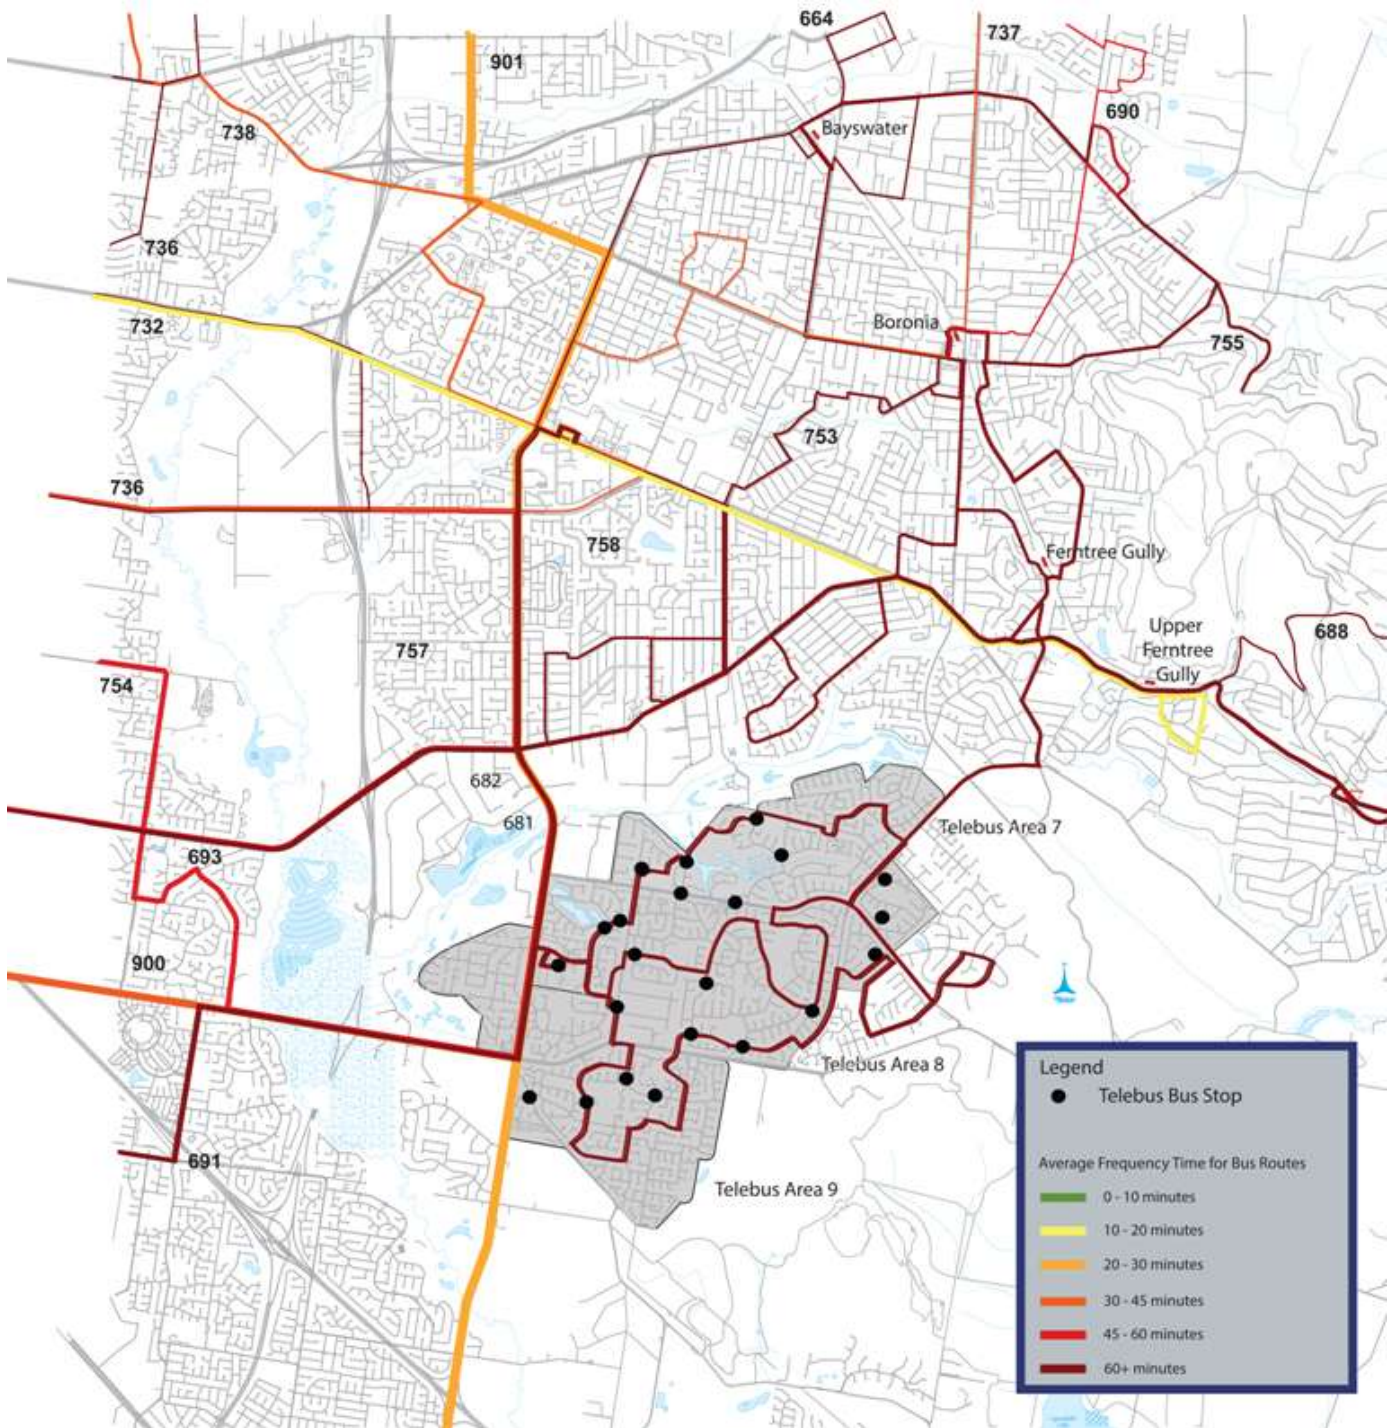 664
737
901
690
738
Bayswater
736
732
Boronia
755
753
736
758
Ferntree Gully
757
Upper
Ferntree
Gully
688
754
682
681
Telebus Area 7
693
900
Telebus Area 8
691
Telebus Area 9
Legend
Telebus Bus Stop
Average Frequency Time for Bus Routes
0 - 10 minutes
10 - 20 minutes
20 - 30 minutes
30 - 45 minutes
45 - 60 minutes
60+ minutes